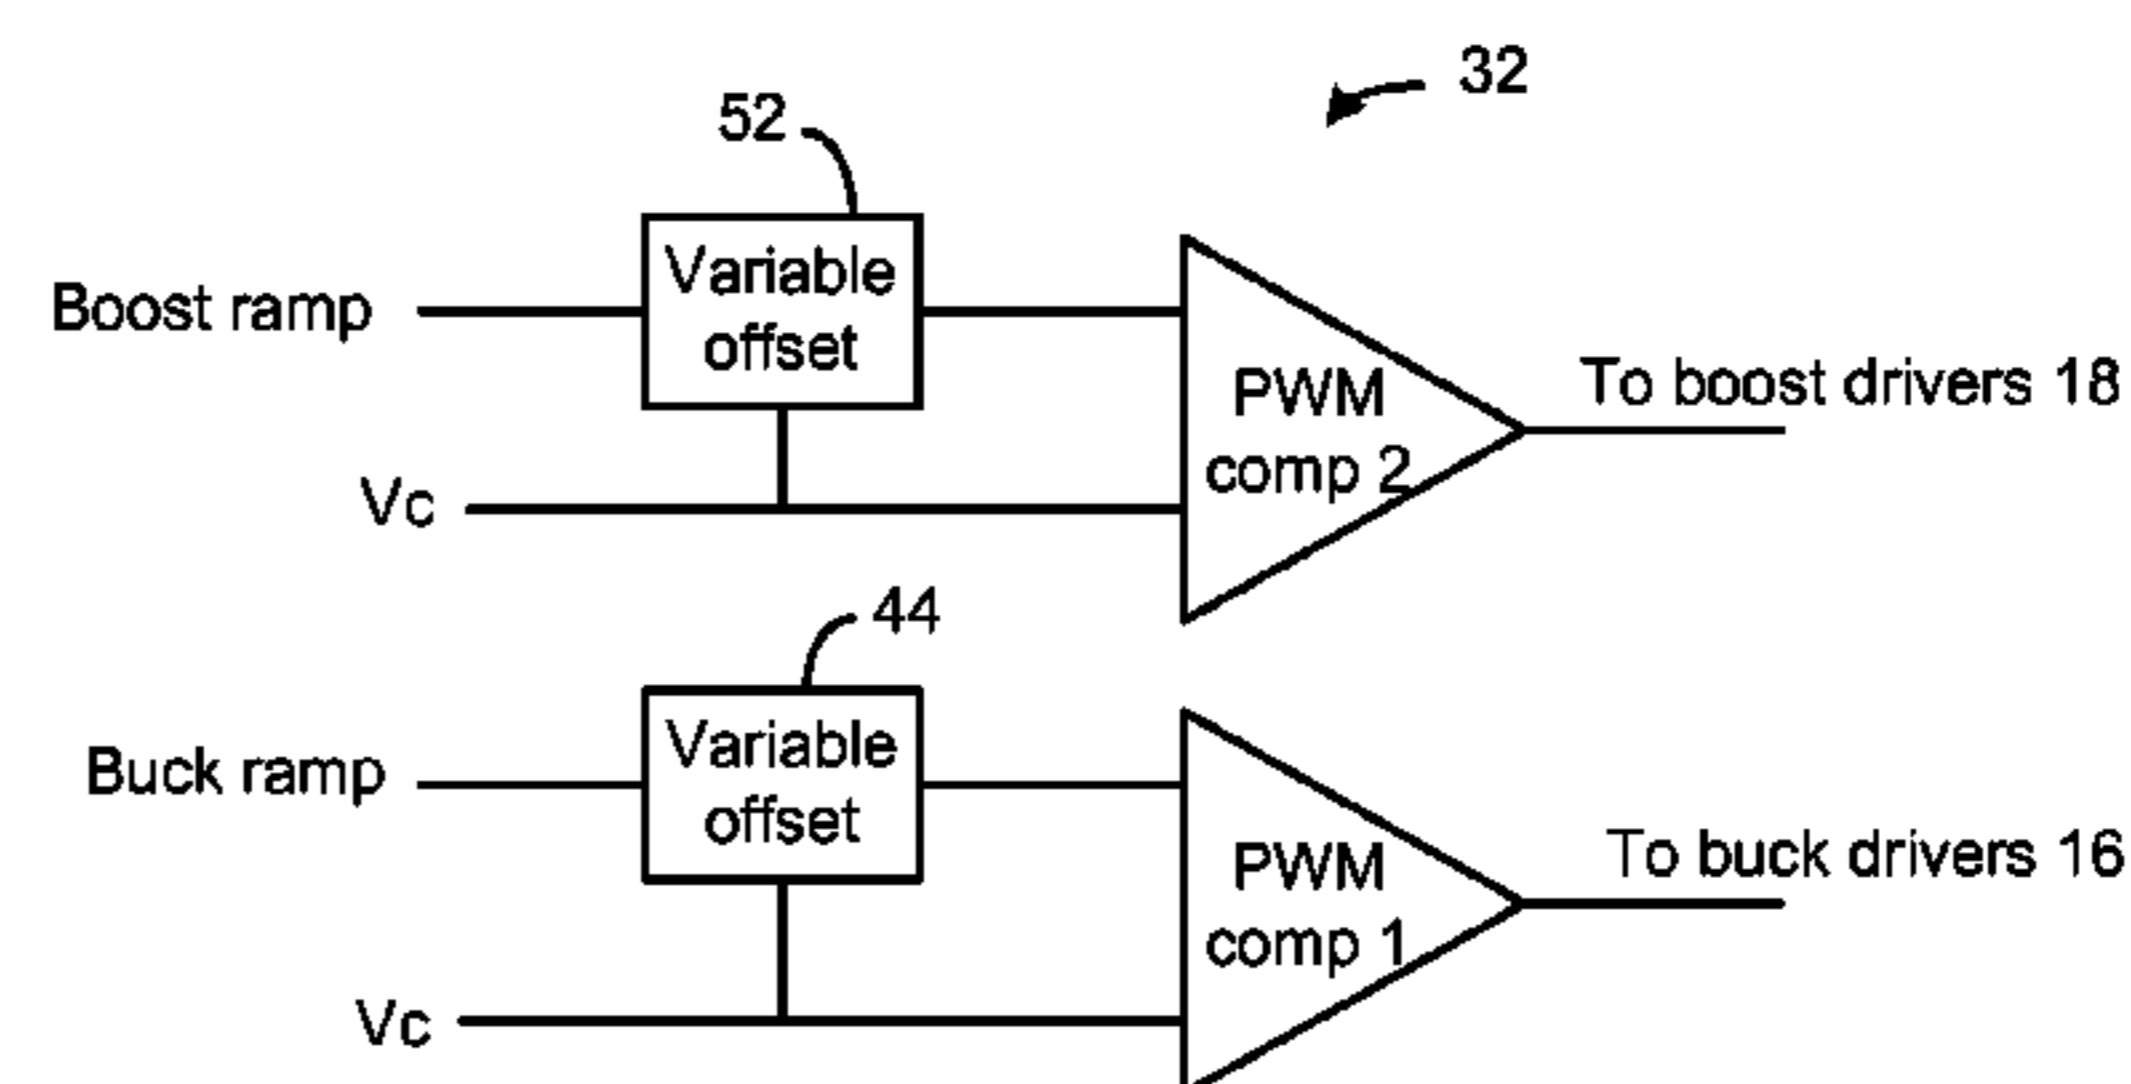 32
52
Variable
offset
Boost ramp
PWM
comp 2
To boost drivers 18
Vc
44
Variable
offset
Buck ramp
PWM
comp 1
To buck drivers 16
Vc